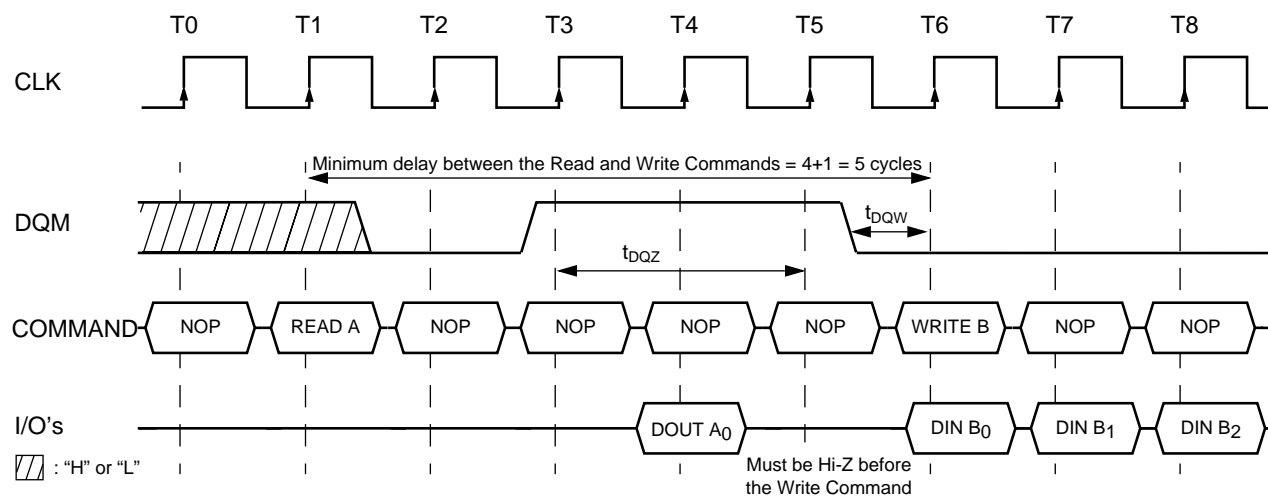 T0 T1 T2 T3 T4 T5 T6 T7 T8
CLK
Minimum delay between the Read and Write Commands = 4+1 = 5 cycles
DQM
tDQW
tDQZ
COMMAND NOP READ A NOP NOP NOP NOP WRITE B NOP NOP
I/O's DOUT A0 DIN B0 DIN B1 DIN B2
: “H” or “L”
Must be Hi-Z before
the Write Command